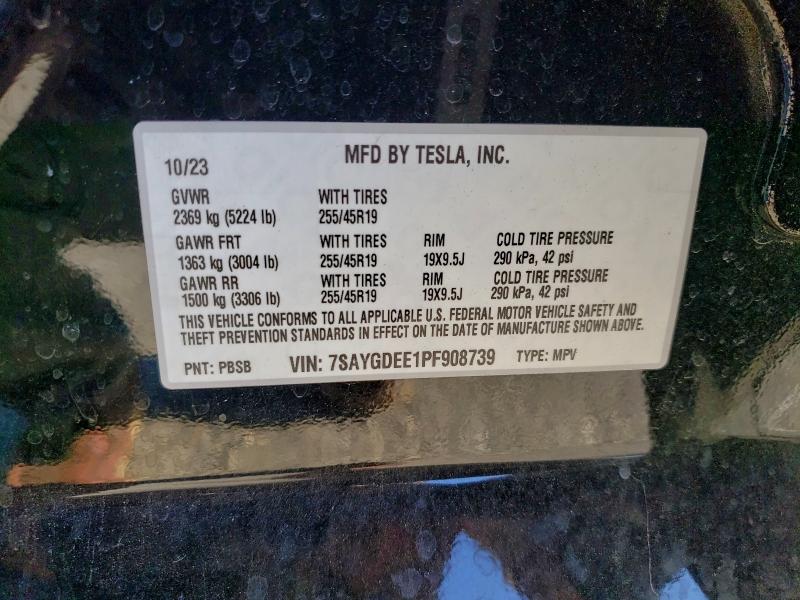 10/23 MFD BY TESLA, INC.
GVWR WITH TIRES
2369 kg (5224 lb) 255/45R19
GAWR FRT WITH TIRES RIM COLD TIRE PRESSURE
1363 kg (3004 lb) 255/45R19 19X9.5J 290 kPa, 42 psi
GAWR RR WITH TIRES RIM COLD TIRE PRESSURE
1500 kg (3306 lb) 255/45R19 19X9.5J 290 kPa, 42 psi
THIS VEHICLE CONFORMS TO ALL APPLICABLE U.S. FEDERAL MOTOR VEHICLE SAFETY AND
THEFT PREVENTION STANDARDS IN EFFECT ON THE DATE OF MANUFACTURE SHOWN ABOVE.
PNT: PBSB VIN: 7SAYGDEE1PF908739 TYPE: MPV